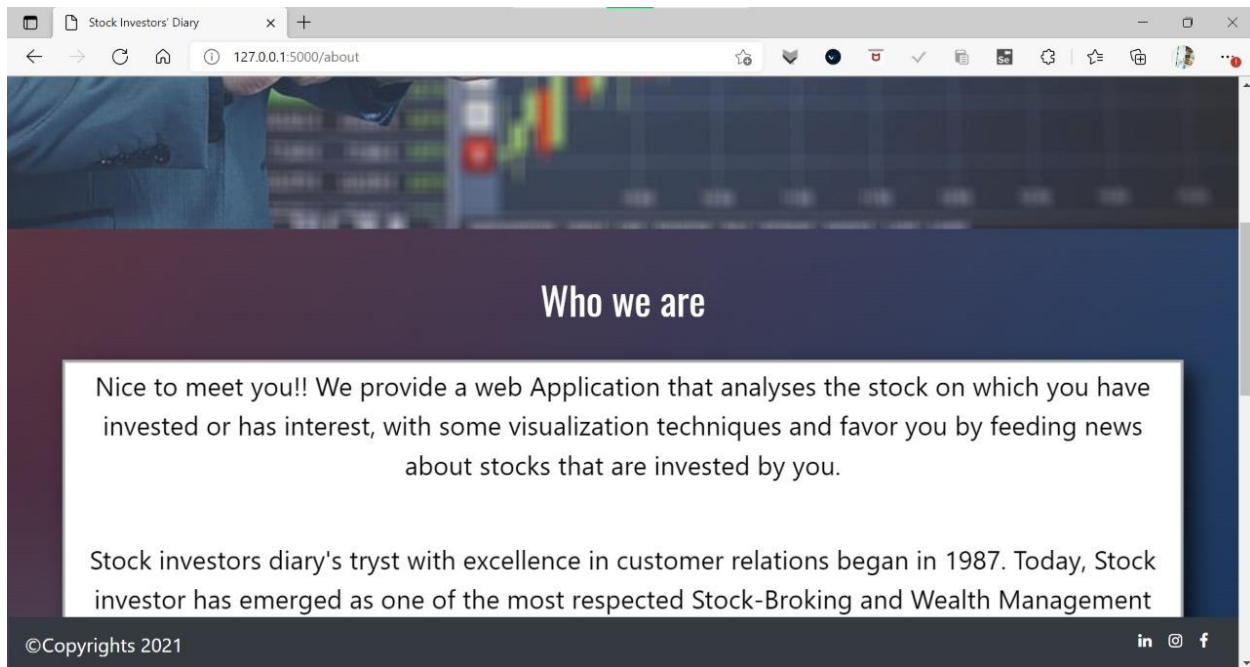 Stock Investors' Diary
127.0.0.1:5000/about
Se
Who we are
Nice to meet you!! We provide a web Application that analyses the stock on which you have
invested or has interest, with some visualization techniques and favor you by feeding news
about stocks that are invested by you.
Stock investors diary's tryst with excellence in customer relations began in 1987. Today, Stock
investor has emerged as one of the most respected Stock-Broking and Wealth Management
©Copyrights 2021
in f